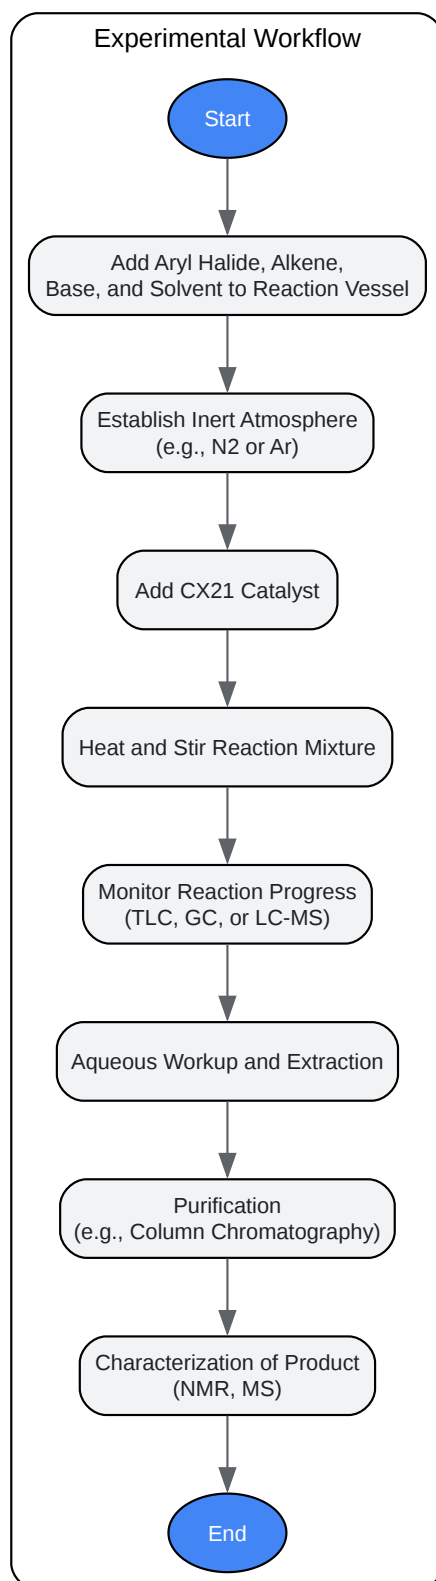 Experimental Workflow
Start
Add Aryl Halide, Alkene,
Base, and Solvent to Reaction Vessel
Establish Inert Atmosphere
(e.g., N2 or Ar)
Add CX21 Catalyst
Heat and Stir Reaction Mixture
Monitor Reaction Progress
(TLC, GC, or LC-MS)
Aqueous Workup and Extraction
Purification
(e.g., Column Chromatography)
Characterization of Product
(NMR, MS)
End